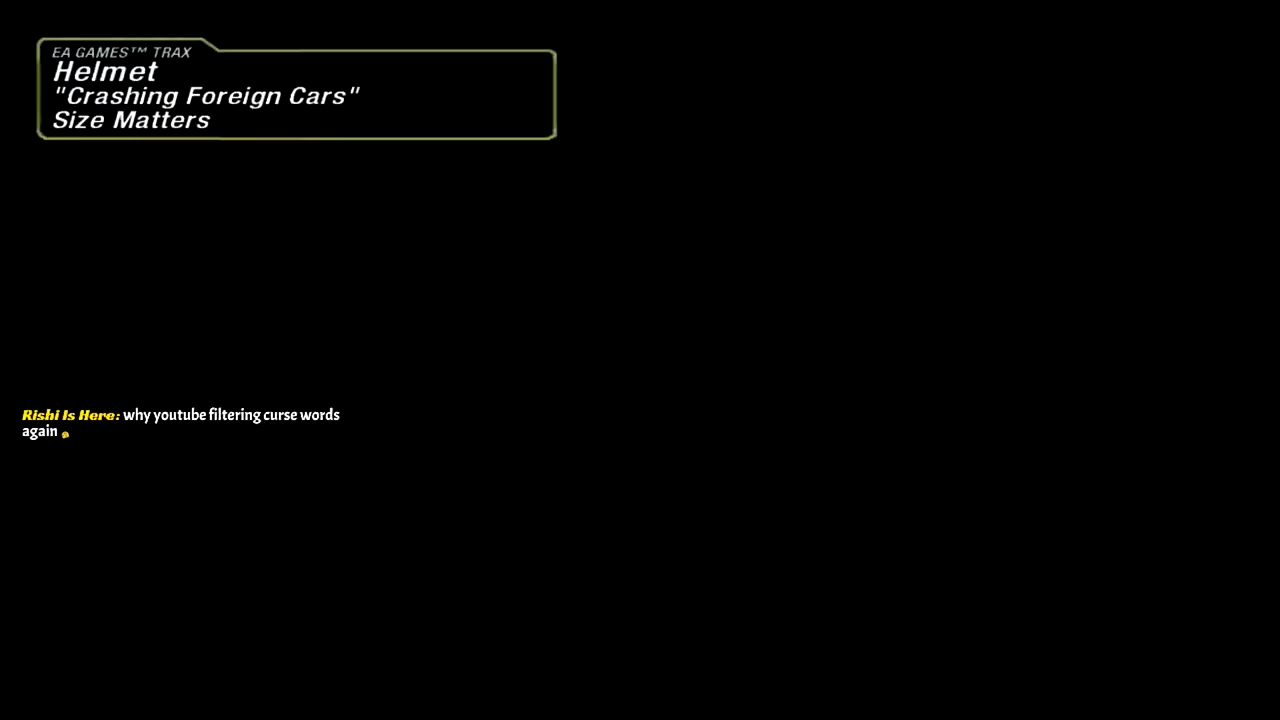 EA GAMES™ TRAX
Helmet
"Crashing Foreign Cars"
Size Matters
Rishi Is Here: why youtube filtering curse words
again